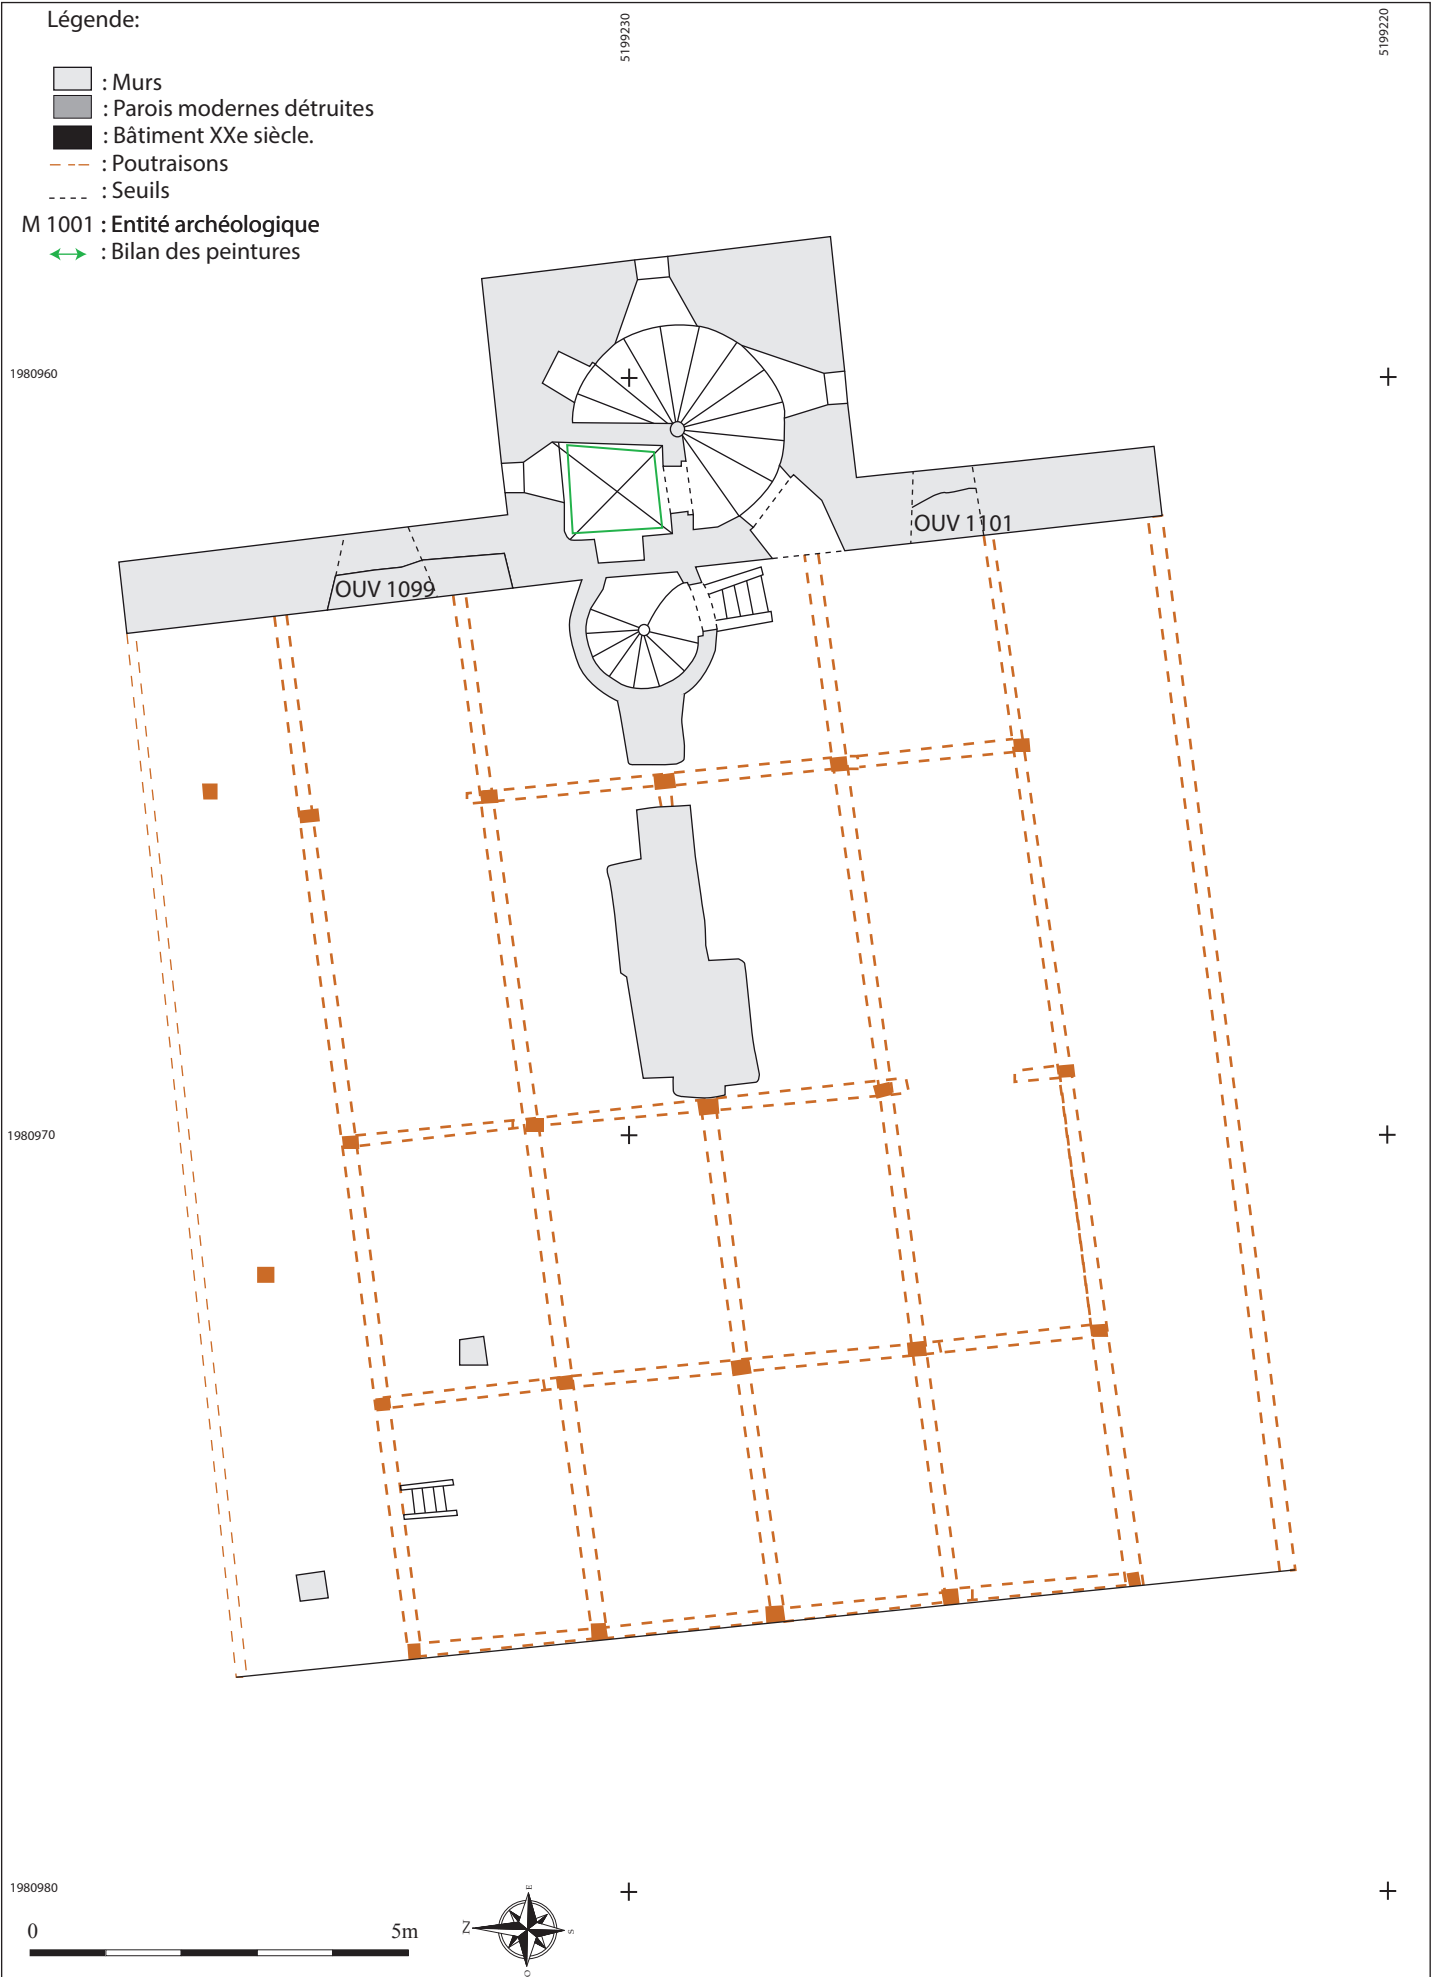 Légende:
5199230
5199220
: Murs
: Parois modernes détruites
: Bâtiment XXe siècle.
: Poutraisons
: Seuils
M 1001 : Entité archéologique
: Bilan des peintures
1980960
OUV 1101
OUV 1099
1980970
1980980
E
N
S
O
0
5m